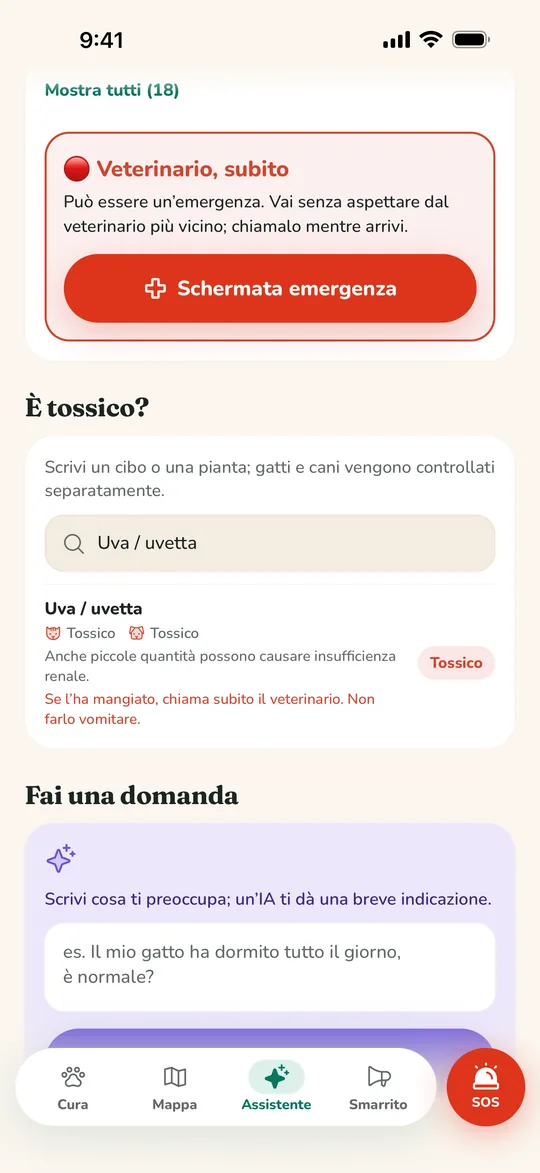 9:41
Mostra tutti (18)
Veterinario, subito
Può essere un’emergenza. Vai senza aspettare dal
veterinario più vicino; chiamalo mentre arrivi.
Schermata emergenza
È tossico?
Scrivi un cibo o una pianta; gatti e cani vengono controllati
separatamente.
Uva / uvetta
Uva / uvetta
Tossico Tossico
Anche piccole quantità possono causare insufficienza
renale.
Tossico
Se l’ha mangiato, chiama subito il veterinario. Non
farlo vomitare.
Fai una domanda
Scrivi cosa ti preoccupa; un’IA ti dà una breve indicazione.
es. Il mio gatto ha dormito tutto il giorno,
è normale?
Cura Mappa Assistente Smarrito SOS